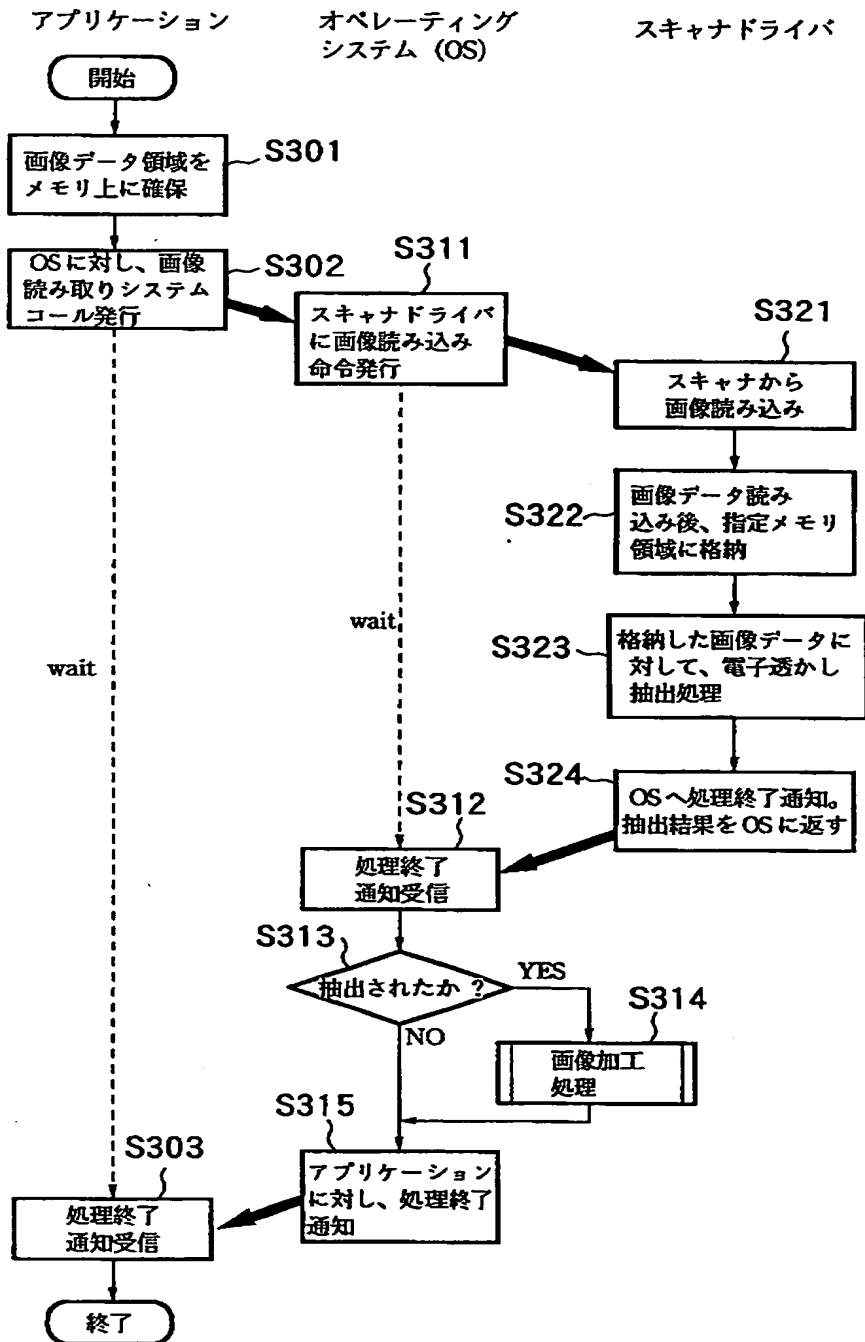 アプリケーション
オペレーティング
システム (OS)
スキャナドライバ
開始
画像データ領域を
メモリ上に確保
S301
OSに対し、画像
読み取りシステム
コール発行
S302
S311
スキャナドライバ
に画像読み込み
命令発行
S321
スキャナから
画像読み込み
S322
画像データ読み
込み後、指定メモリ
領域に格納
wait
wait
S323
格納した画像データに
対して、電子透かし
抽出処理
S324
OSへ処理終了通知。
抽出結果をOSに返す
S312
処理終了
通知受信
S313
抽出されたか ?
YES
NO
S314
画像加工
処理
S315
アプリケーション
に対し、処理終了
通知
S303
処理終了
通知受信
終了